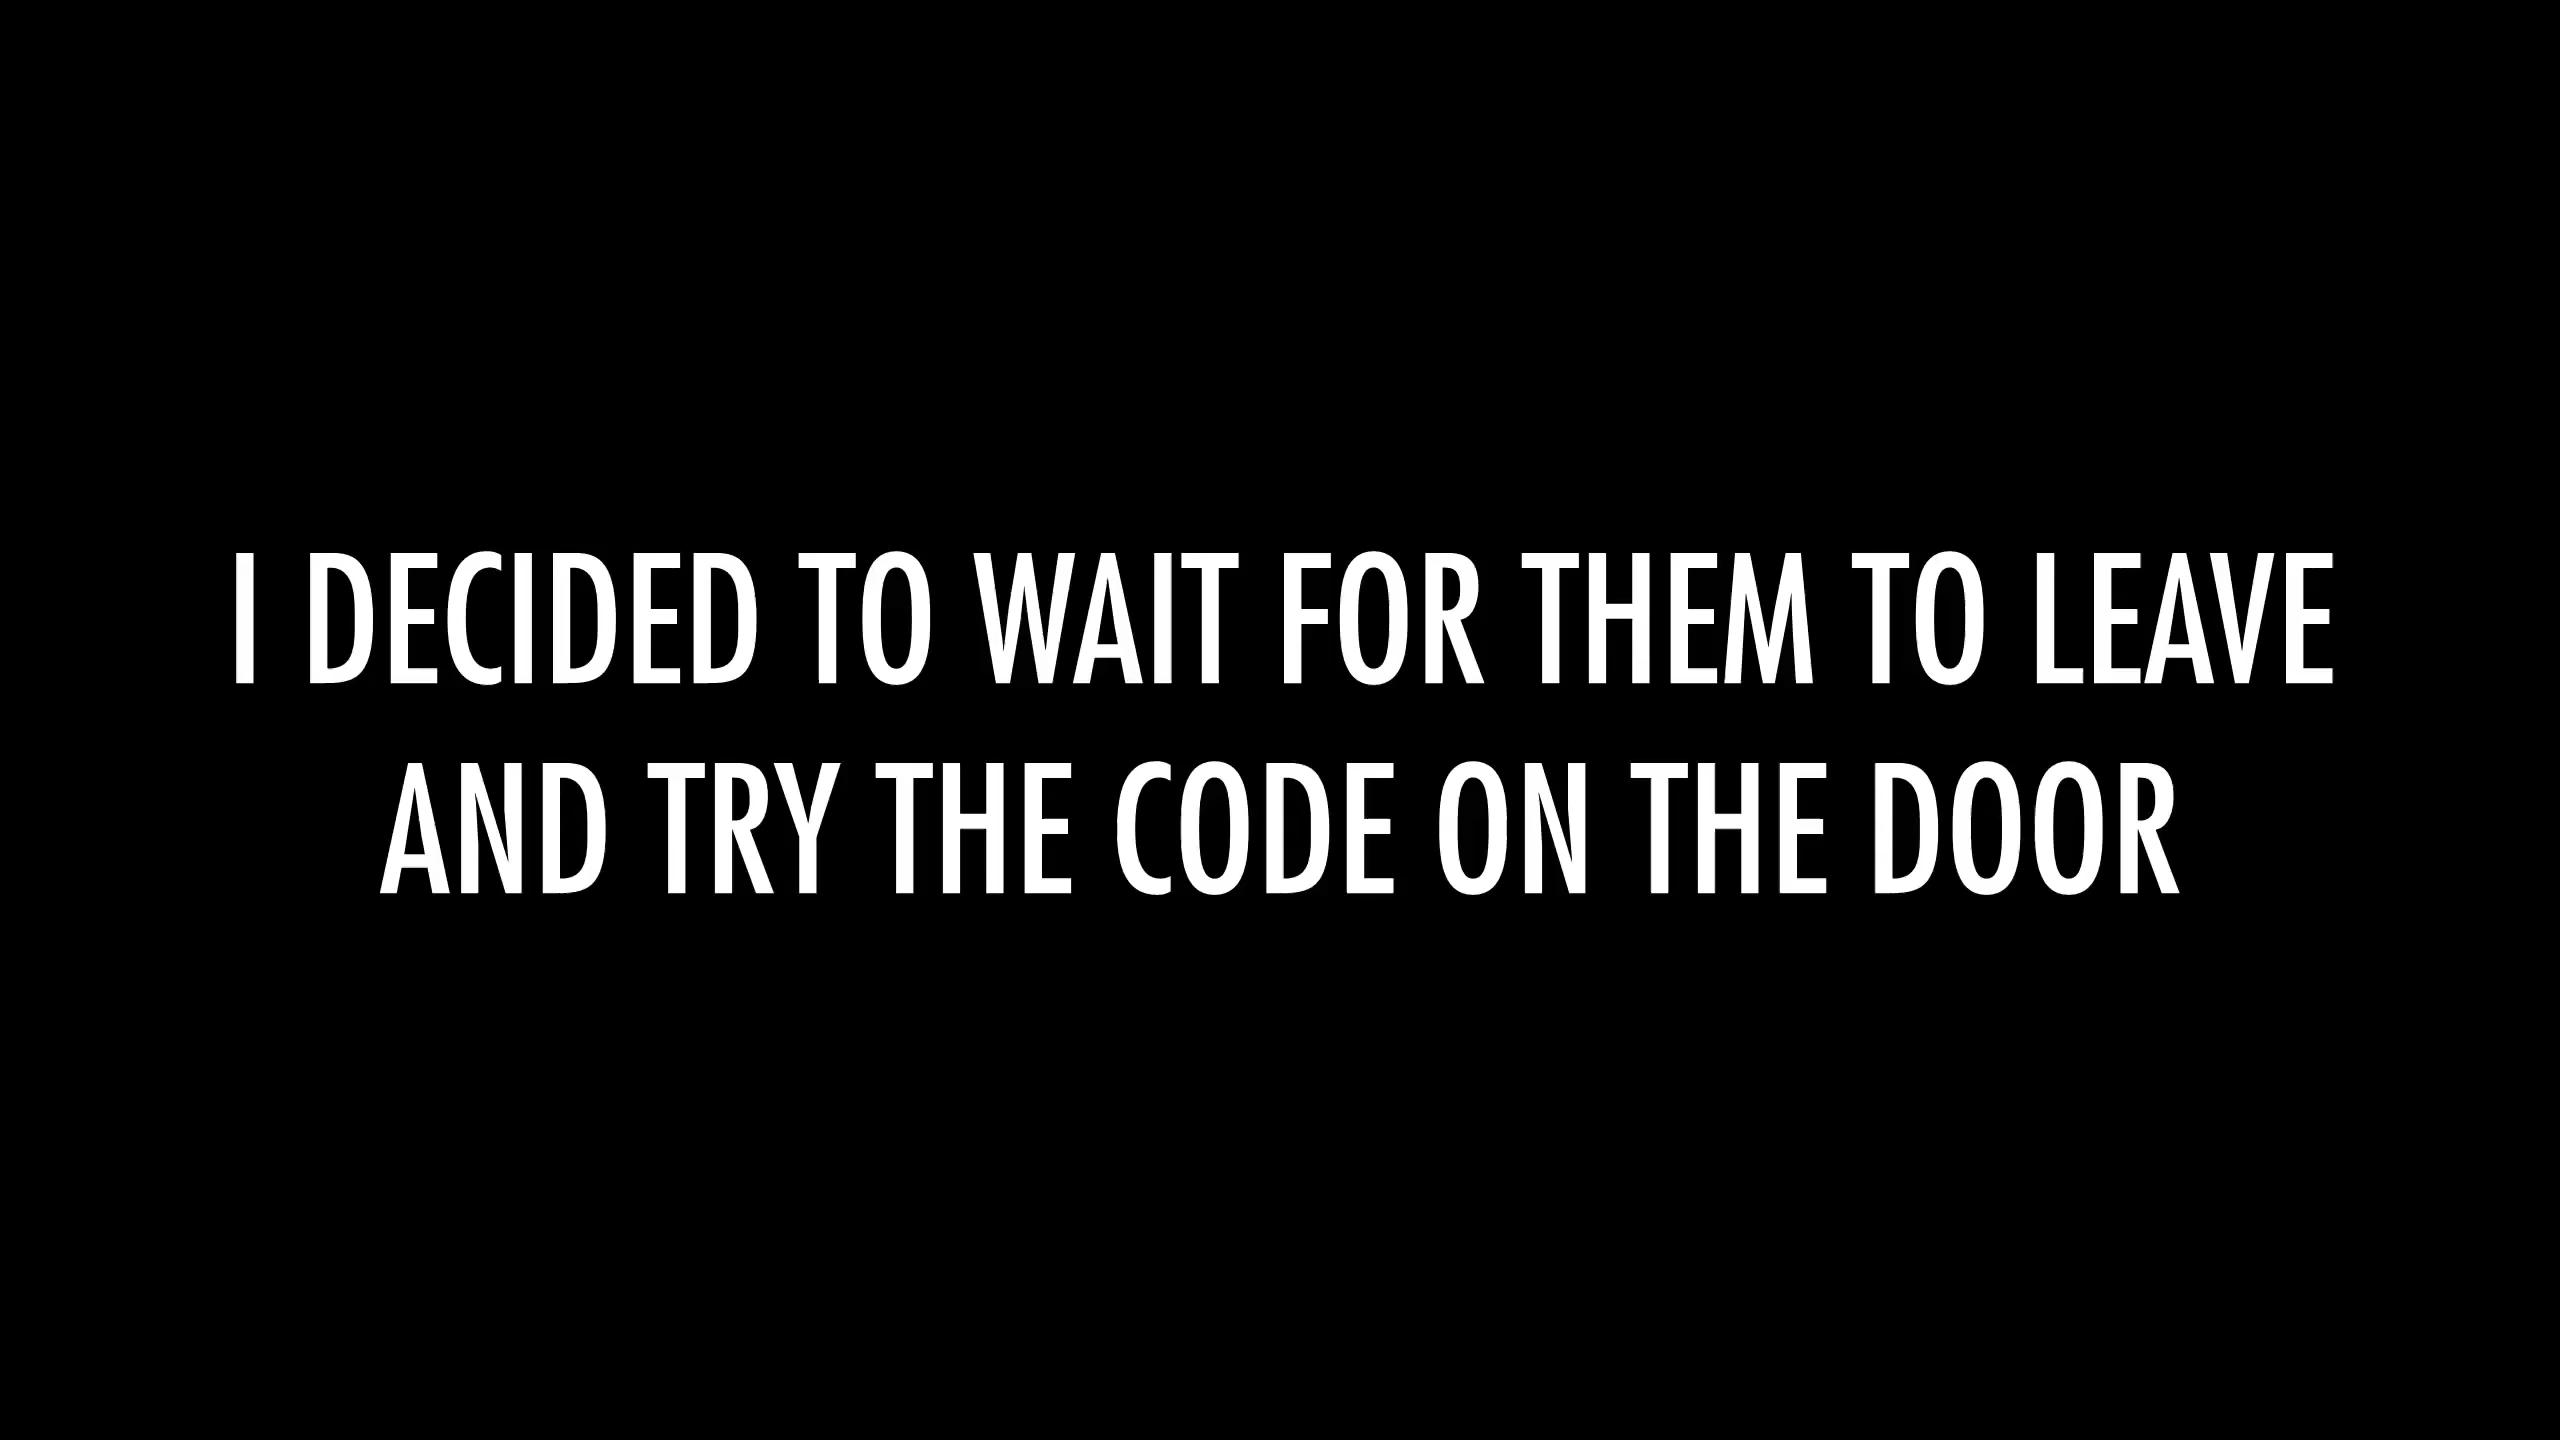 I DECIDED TO WAIT FOR THEM TO LEAVE
AND TRY THE CODE ON THE DOOR